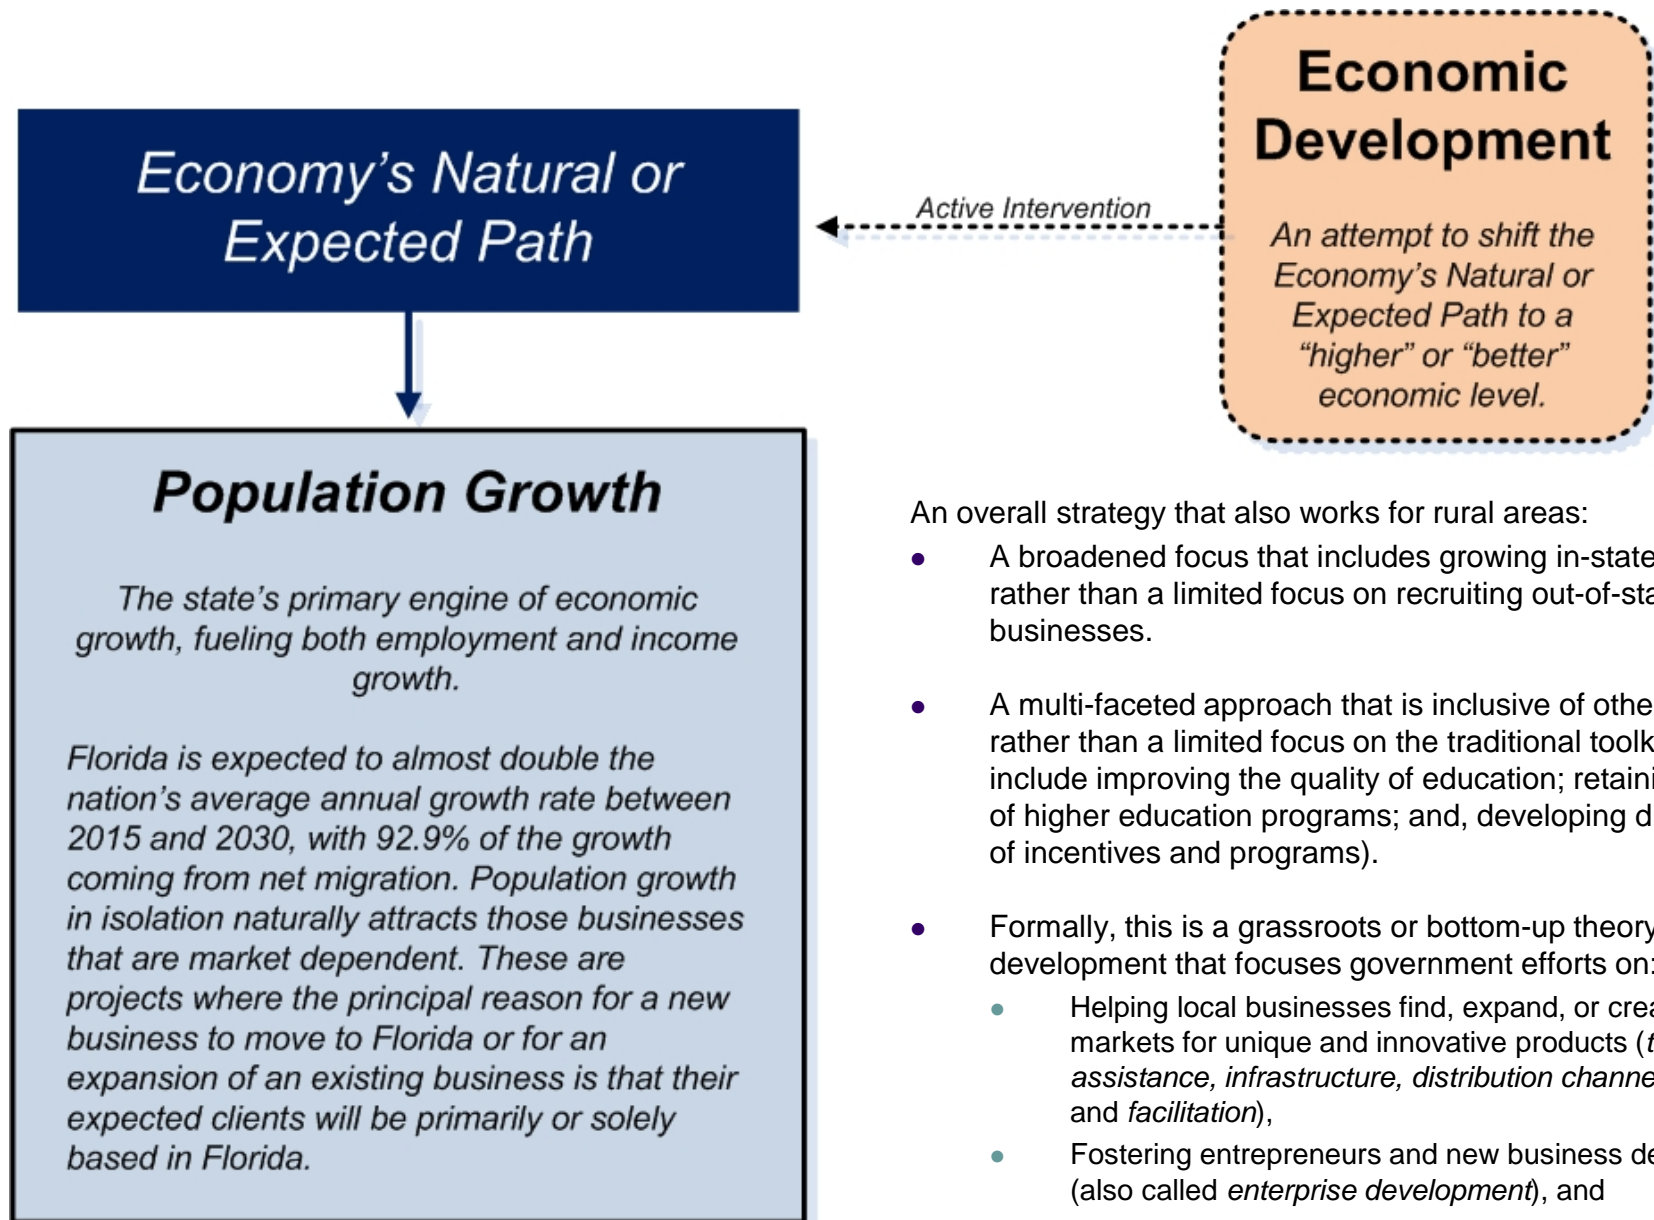 Economy's Natural or
Expected Path
Active Intervention
Economic
Development
An attempt to shift the
Economy's Natural or
Expected Path to a
“higher” or “better”
economic level.
Population Growth
The state's primary engine of economic
growth, fueling both employment and income
growth.
Florida is expected to almost double the
nation's average annual growth rate between
2015 and 2030, with 92.9% of the growth
coming from net migration. Population growth
in isolation naturally attracts those businesses
that are market dependent. These are
projects where the principal reason for a new
business to move to Florida or for an
expansion of an existing business is that their
expected clients will be primarily or solely
based in Florida.
An overall strategy that also works for rural areas:
● A broadened focus that includes growing in-state
rather than a limited focus on recruiting
businesses.
● A multi-faceted approach that is inclusive of
rather than a limited focus on the traditional
include improving the quality of education;
of higher education programs; and, developing
of incentives and programs).
● Formally, this is a grassroots or bottom-up theory
development that focuses government efforts on:
● Helping local businesses find, expand, or
markets for unique and innovative products (
assistance, infrastructure, distribution
and facilitation),
● Fostering entrepreneurs and new business
(also called enterprise development), and